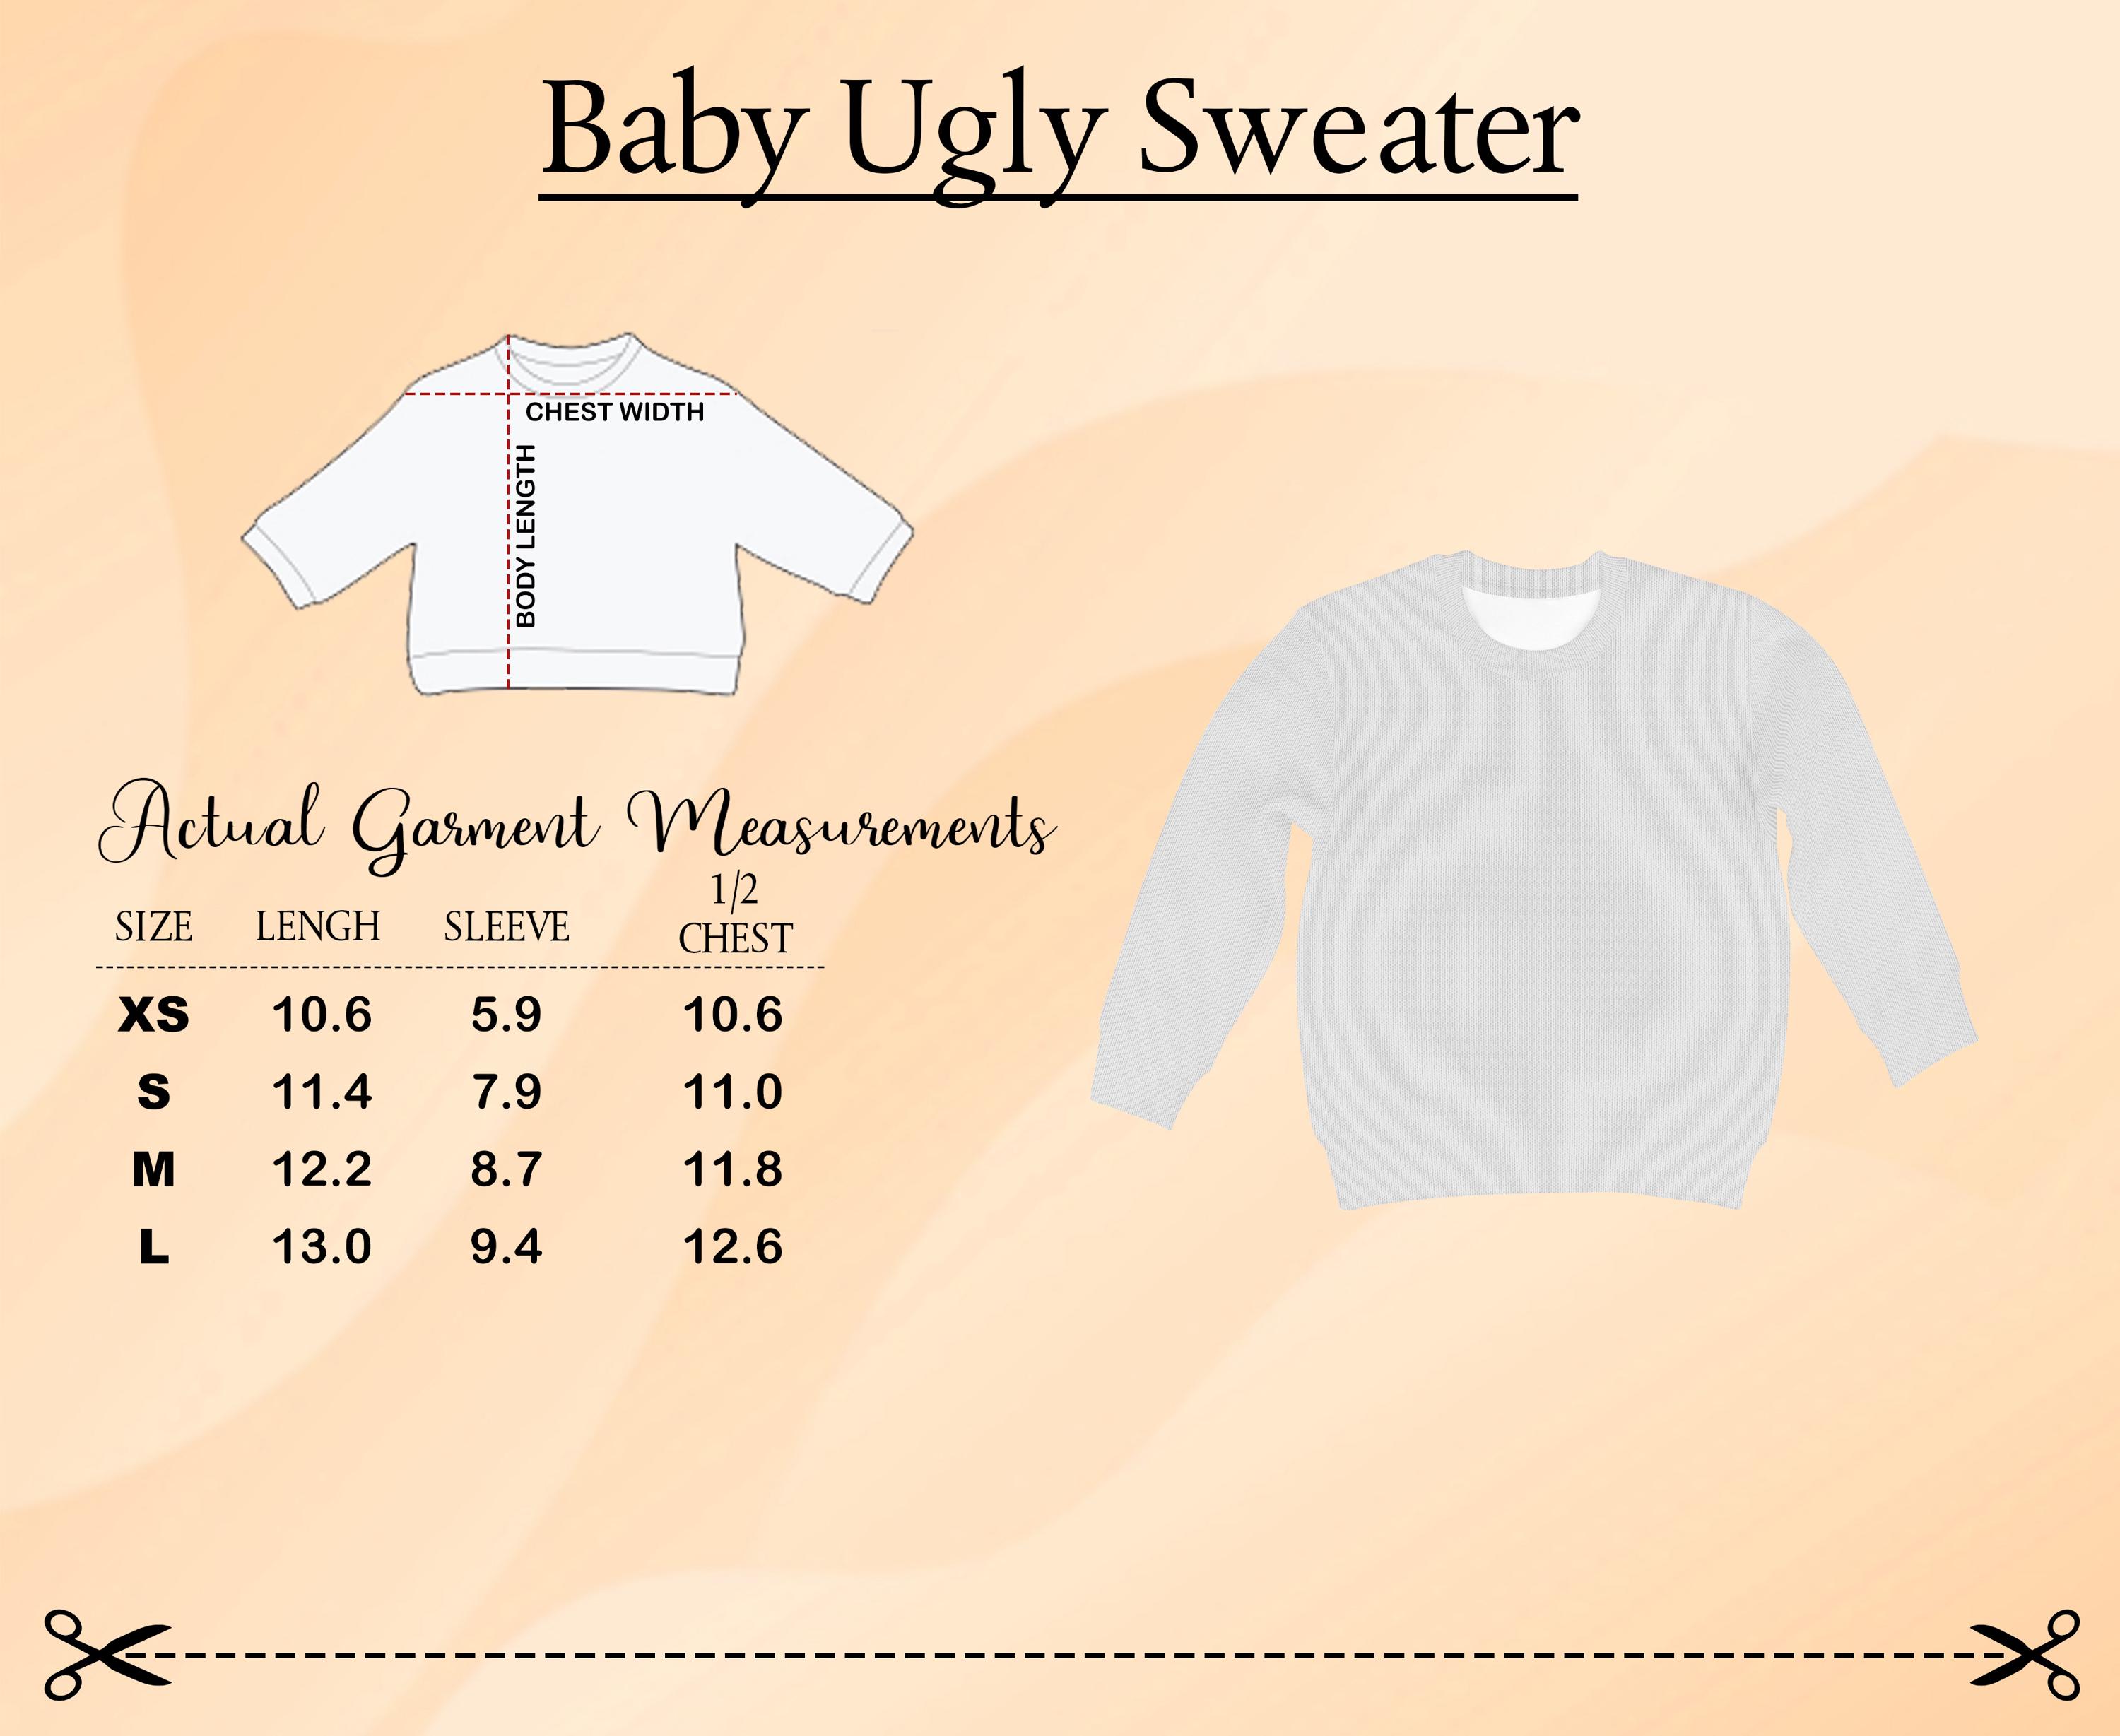 Baby Ugly Sweater
CHEST WIDTH
BODY LENGTH
Actual Garment Measurements
SIZE LENGH SLEEVE 1/2 CHEST
XS 10.6 5.9 10.6
S 11.4 7.9 11.0
M 12.2 8.7 11.8
L 13.0 9.4 12.6